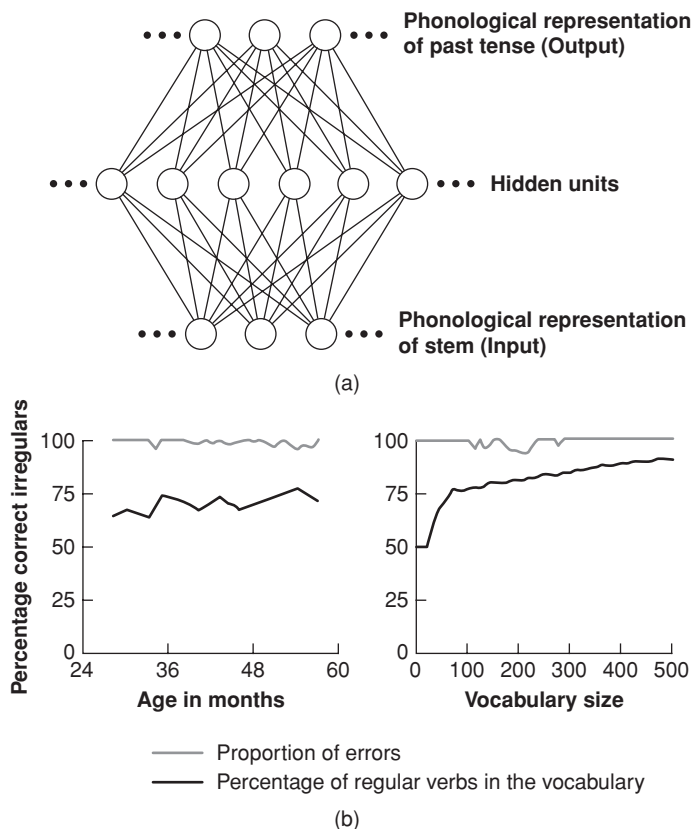 Phonological representation
of past tense (Output)
Hidden units
Phonological representation
of stem (Input)
(a)
Percentage correct irregulars
100
75
50
25
0
24 36 48 60
Age in months
100
75
50
25
0
0 100 200 300 400 500
Vocabulary size
Proportion of errors
Percentage of regular verbs in the vocabulary
(b)